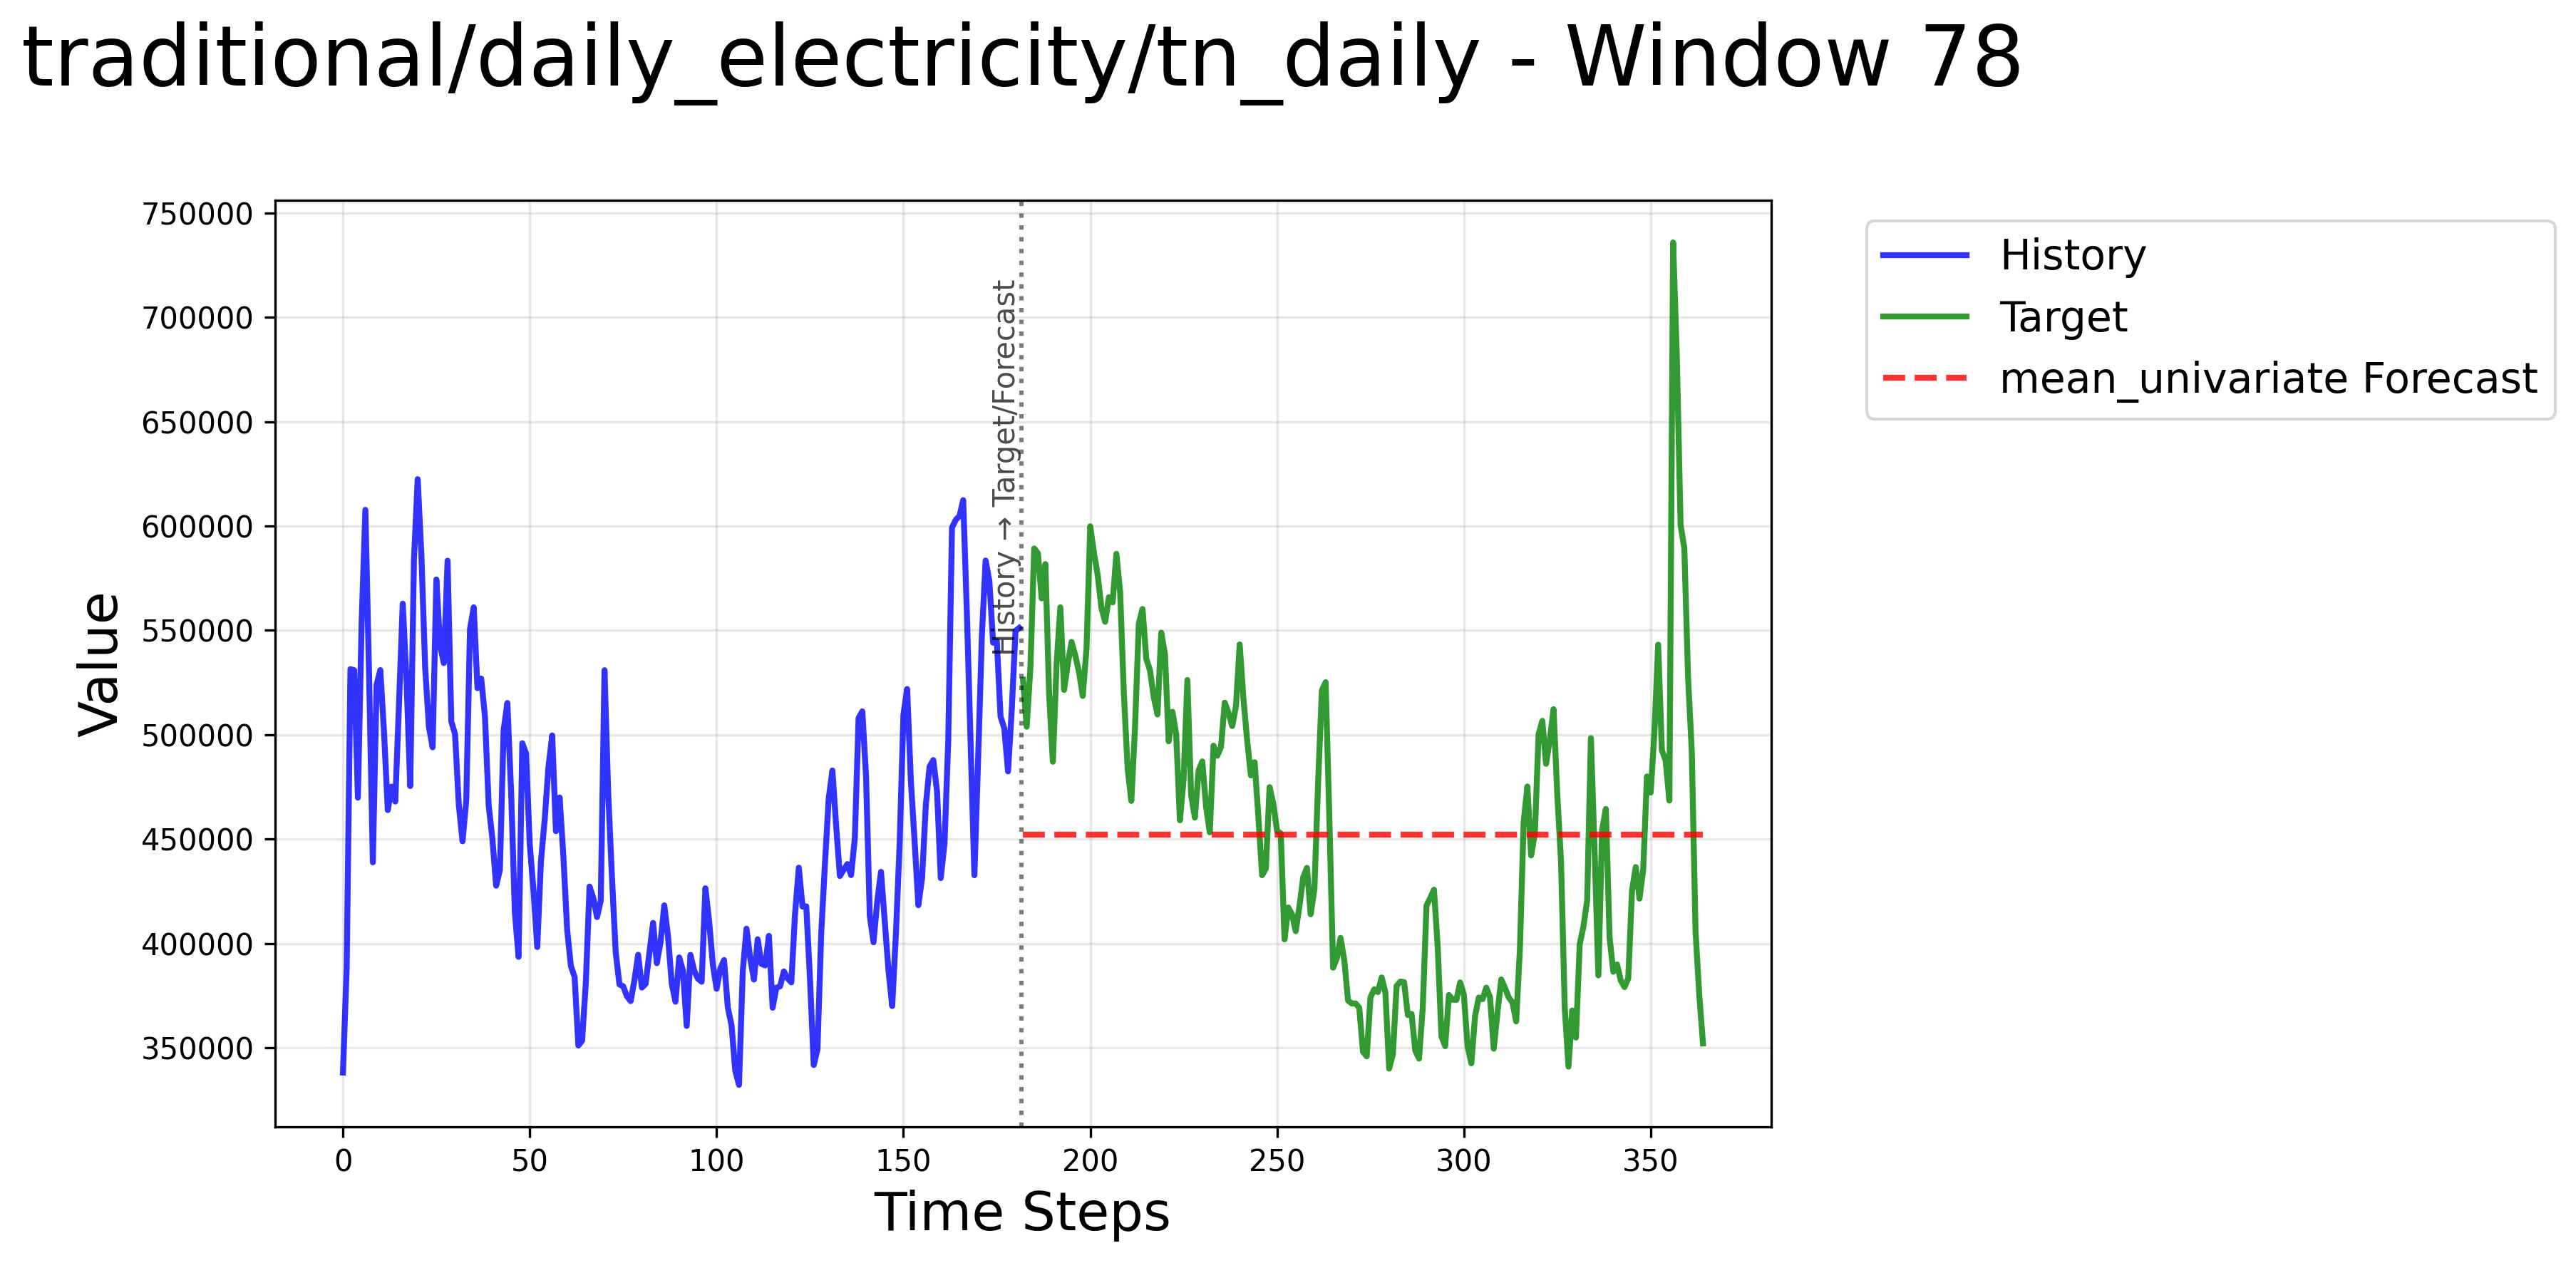 traditional/daily_electricity/tn_daily - Window 78
750000
700000
650000
600000
550000
500000
450000
400000
350000
Value
History → Target/Forecast
0
50
100
150
200
250
300
350
Time Steps
History
Target
mean_univariate Forecast